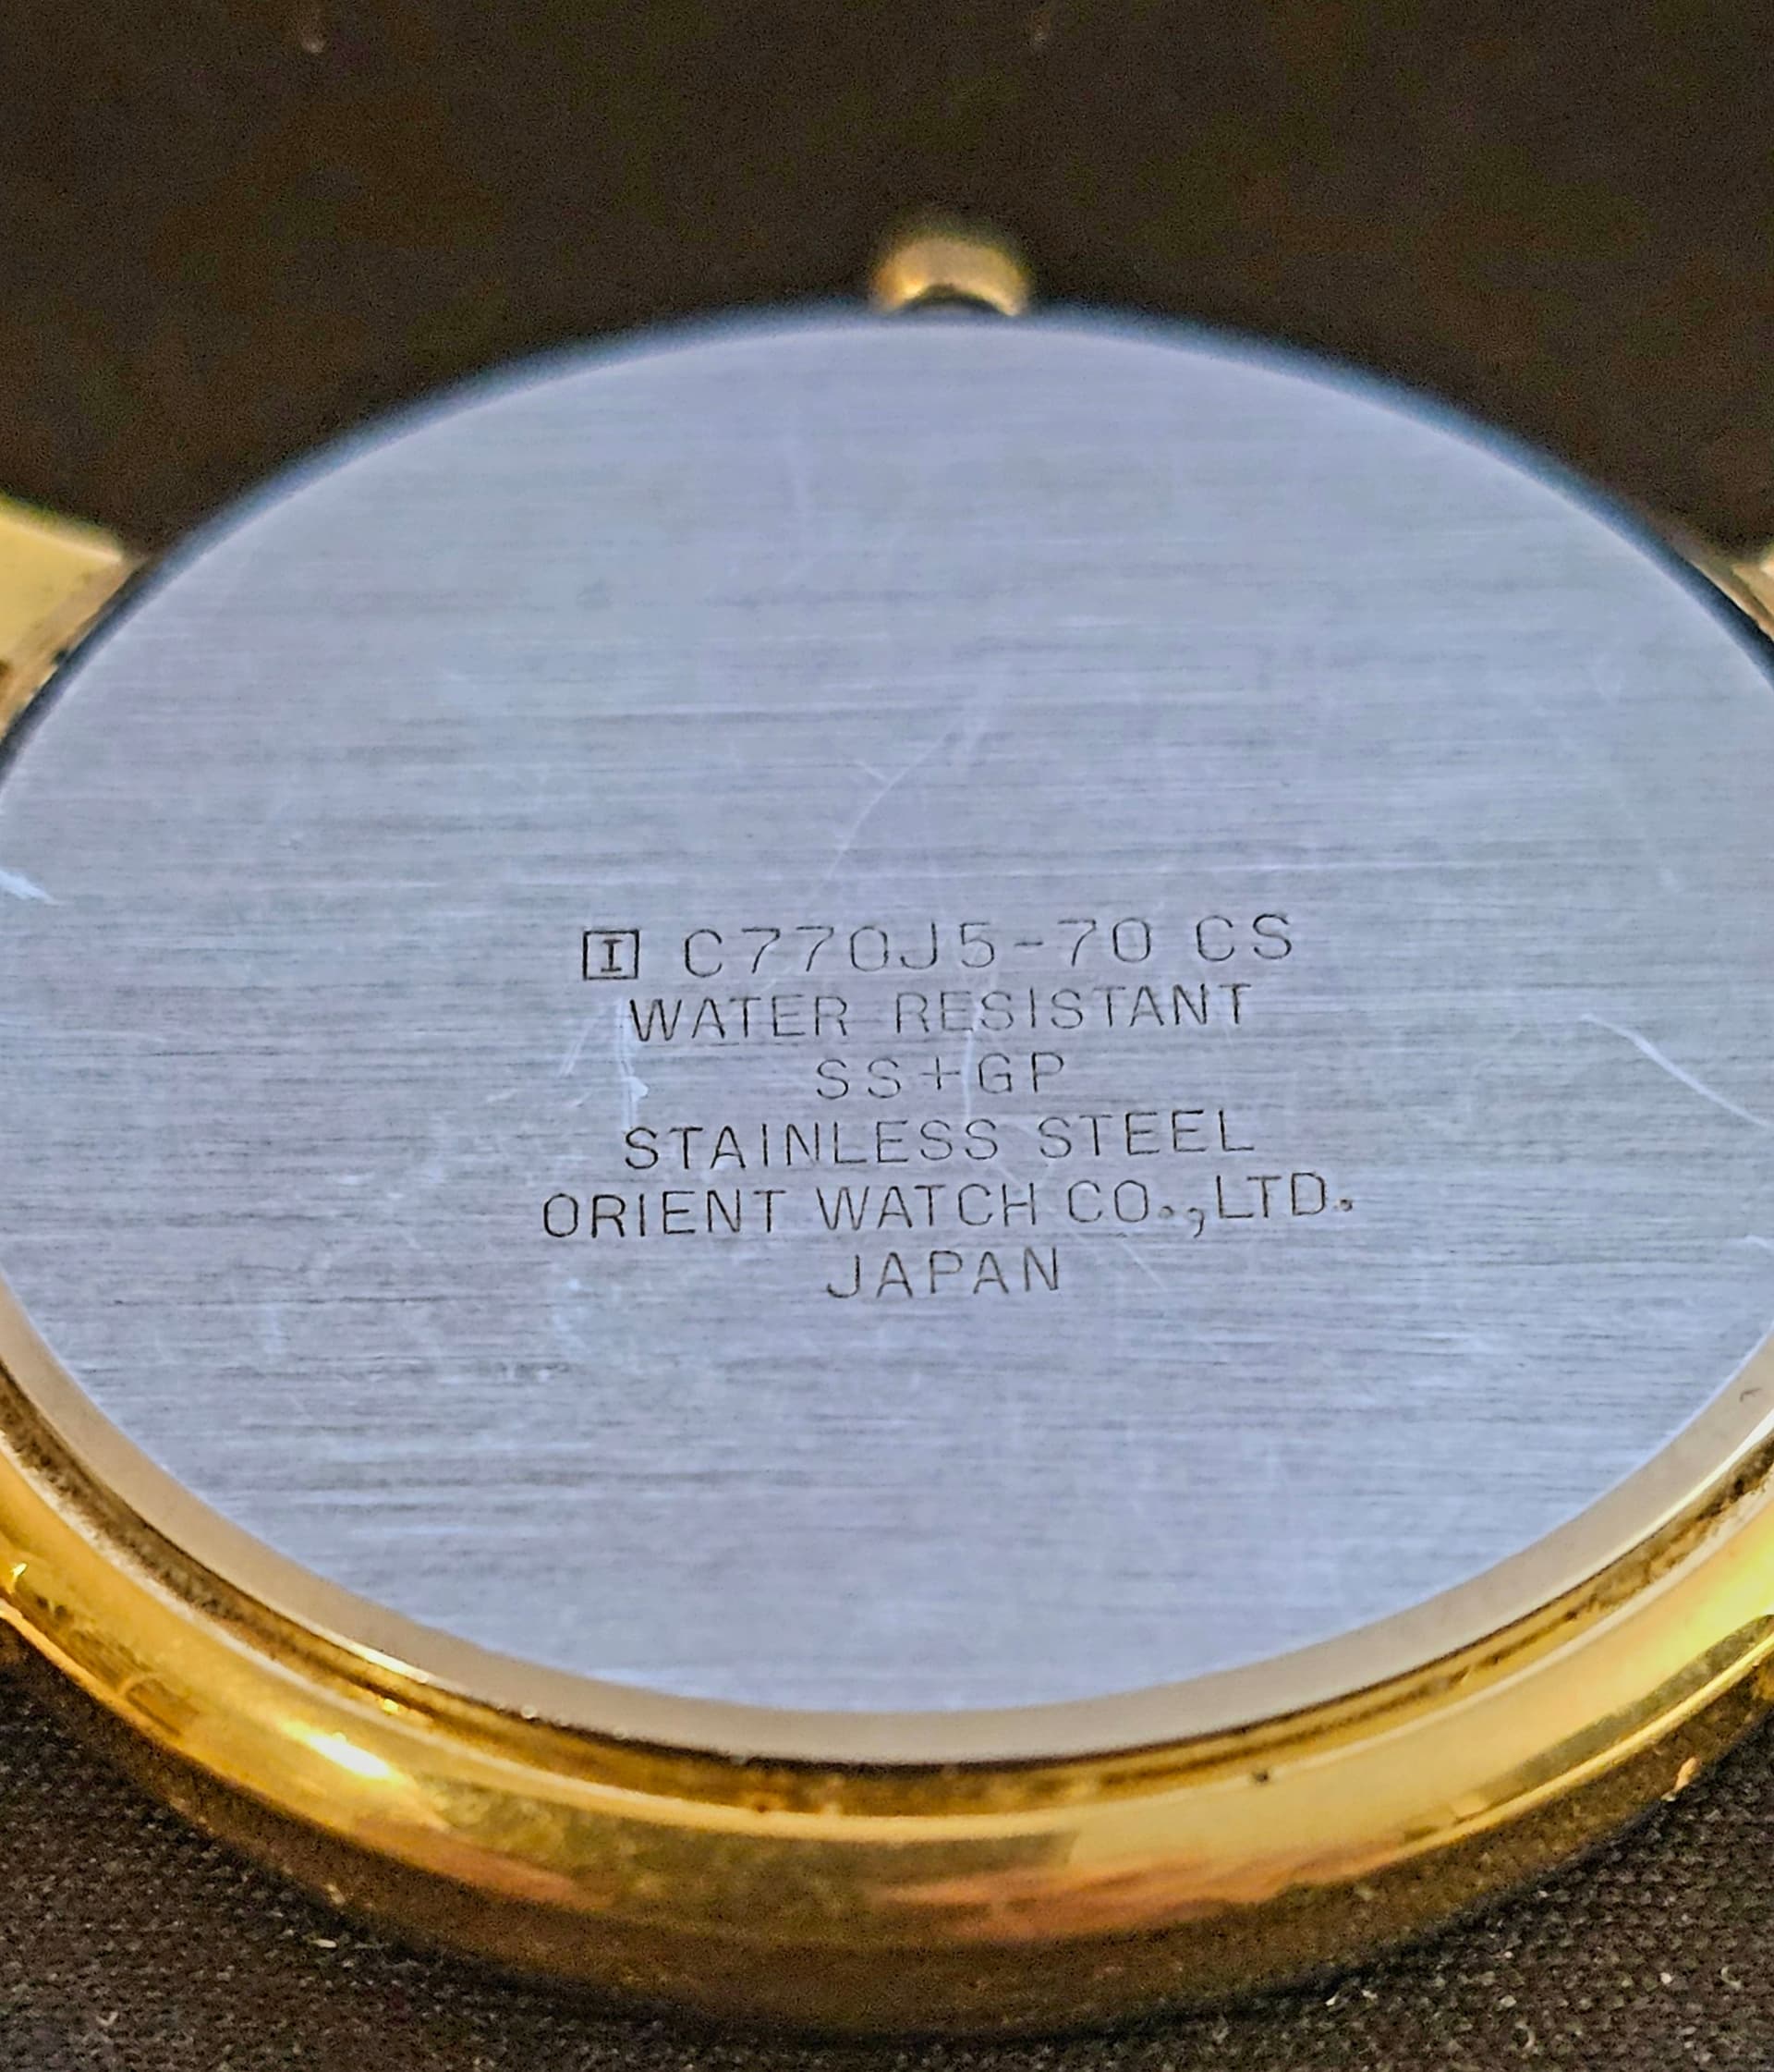 I C770J5-70 CS
WATER RESISTANT
SS+GP
STAINLESS STEEL
ORIENT WATCH CO.,LTD.
JAPAN